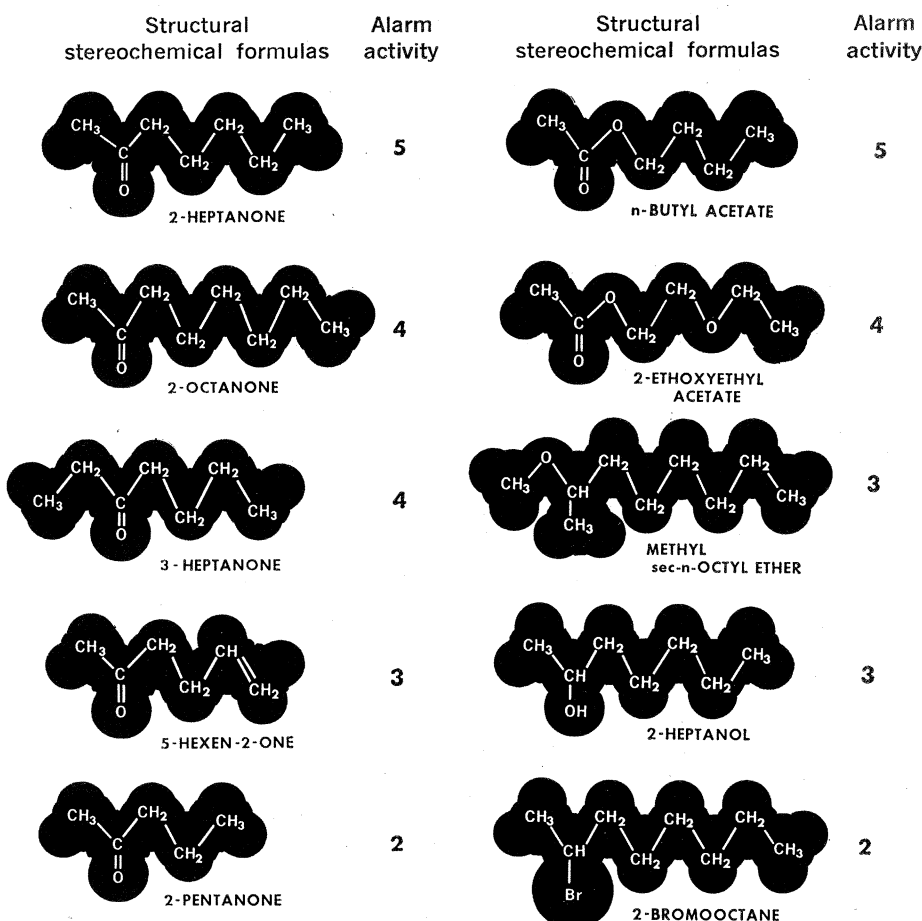 Structural
stereochemical formulas
Alarm
activity
Structural
stereochemical formulas
Alarm
activity
CH₃ CH₂ CH₂ CH₃
C CH₂ CH₂
O
2-HEPTANONE
5
CH₃ O CH₂ CH₃
C CH₂ CH₂
O
n-BUTYL ACETATE
5
CH₃ CH₂ CH₂ CH₂
C CH₂ CH₂ CH₃
O
2-OCTANONE
4
CH₃ O CH₂ CH₂
C CH₂ O CH₃
O
2-ETHOXYETHYL
ACETATE
4
CH₂ CH₂ CH₂
CH₃ C CH₂ CH₃
O
3-HEPTANONE
4
O CH₂ CH₂ CH₂
CH₃ CH CH₂ CH₂ CH₃
CH₃
METHYL
sec-n-OCTYL ETHER
3
CH₃ CH₂ CH
C CH₂ CH₂
O
5-HEXEN-2-ONE
3
CH₃ CH₂ CH₂ CH₃
CH CH₂ CH₂
OH
2-HEPTANOL
3
CH₃ CH₂ CH₃
C CH₂
O
2-PENTANONE
2
CH₃ CH₂ CH₂ CH₂
CH CH₂ CH₂ CH₃
Br
2-BROMOOCTANE
2